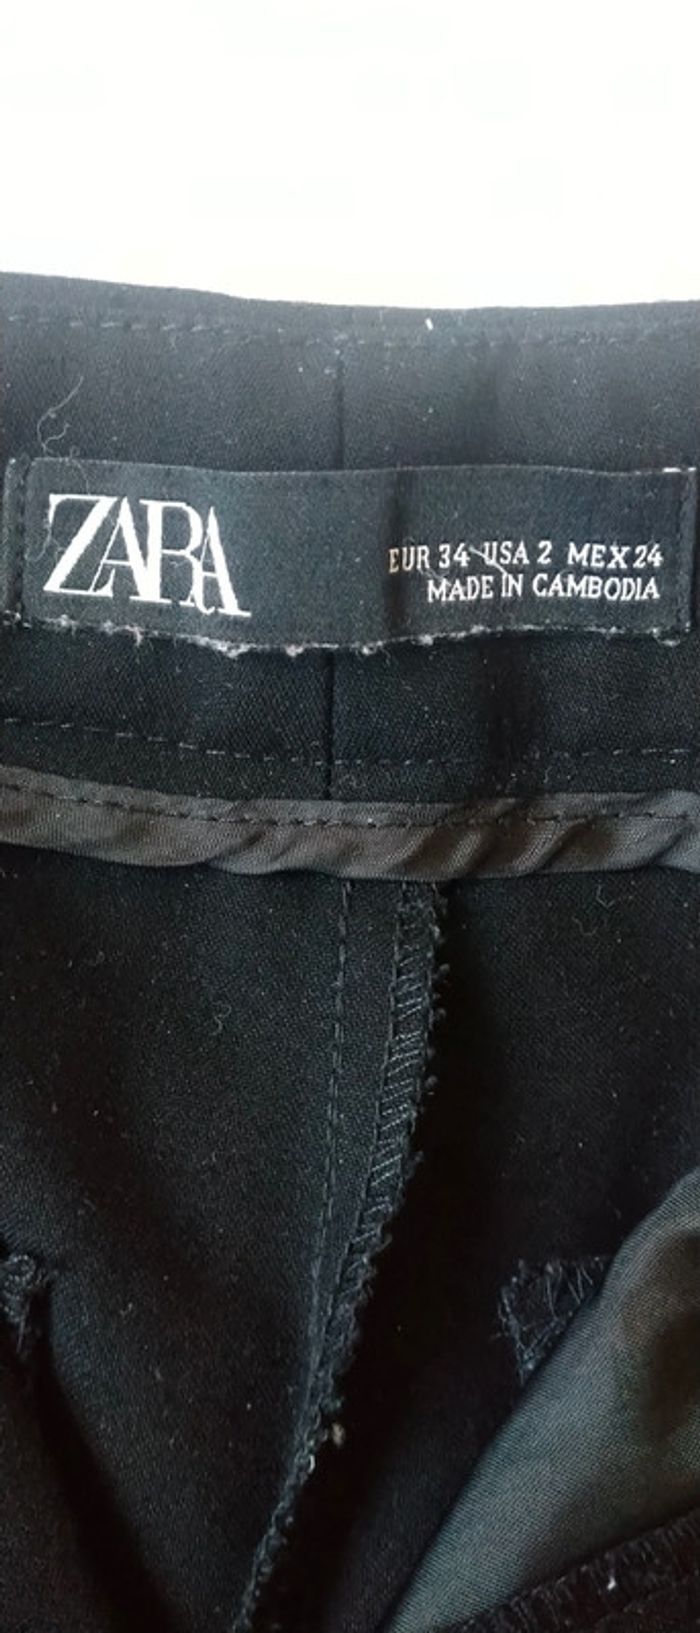 ZARA
EUR 34 USA 2 MEX 24
MADE IN CAMBODIA